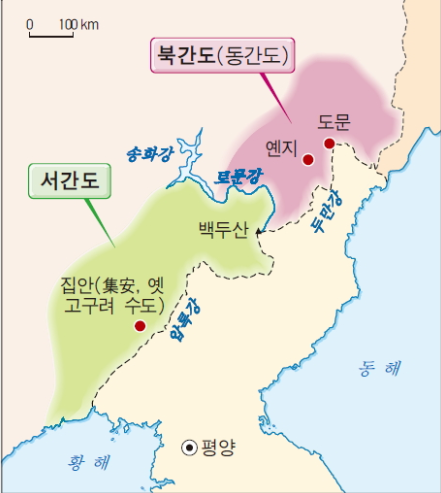 0 100 km
북간도(동간도)
도문
옌지
송화강
토문강
서간도
두만강
백두산
집안(集安, 옛
고구려 수도)
압록강
동해
평양
황해